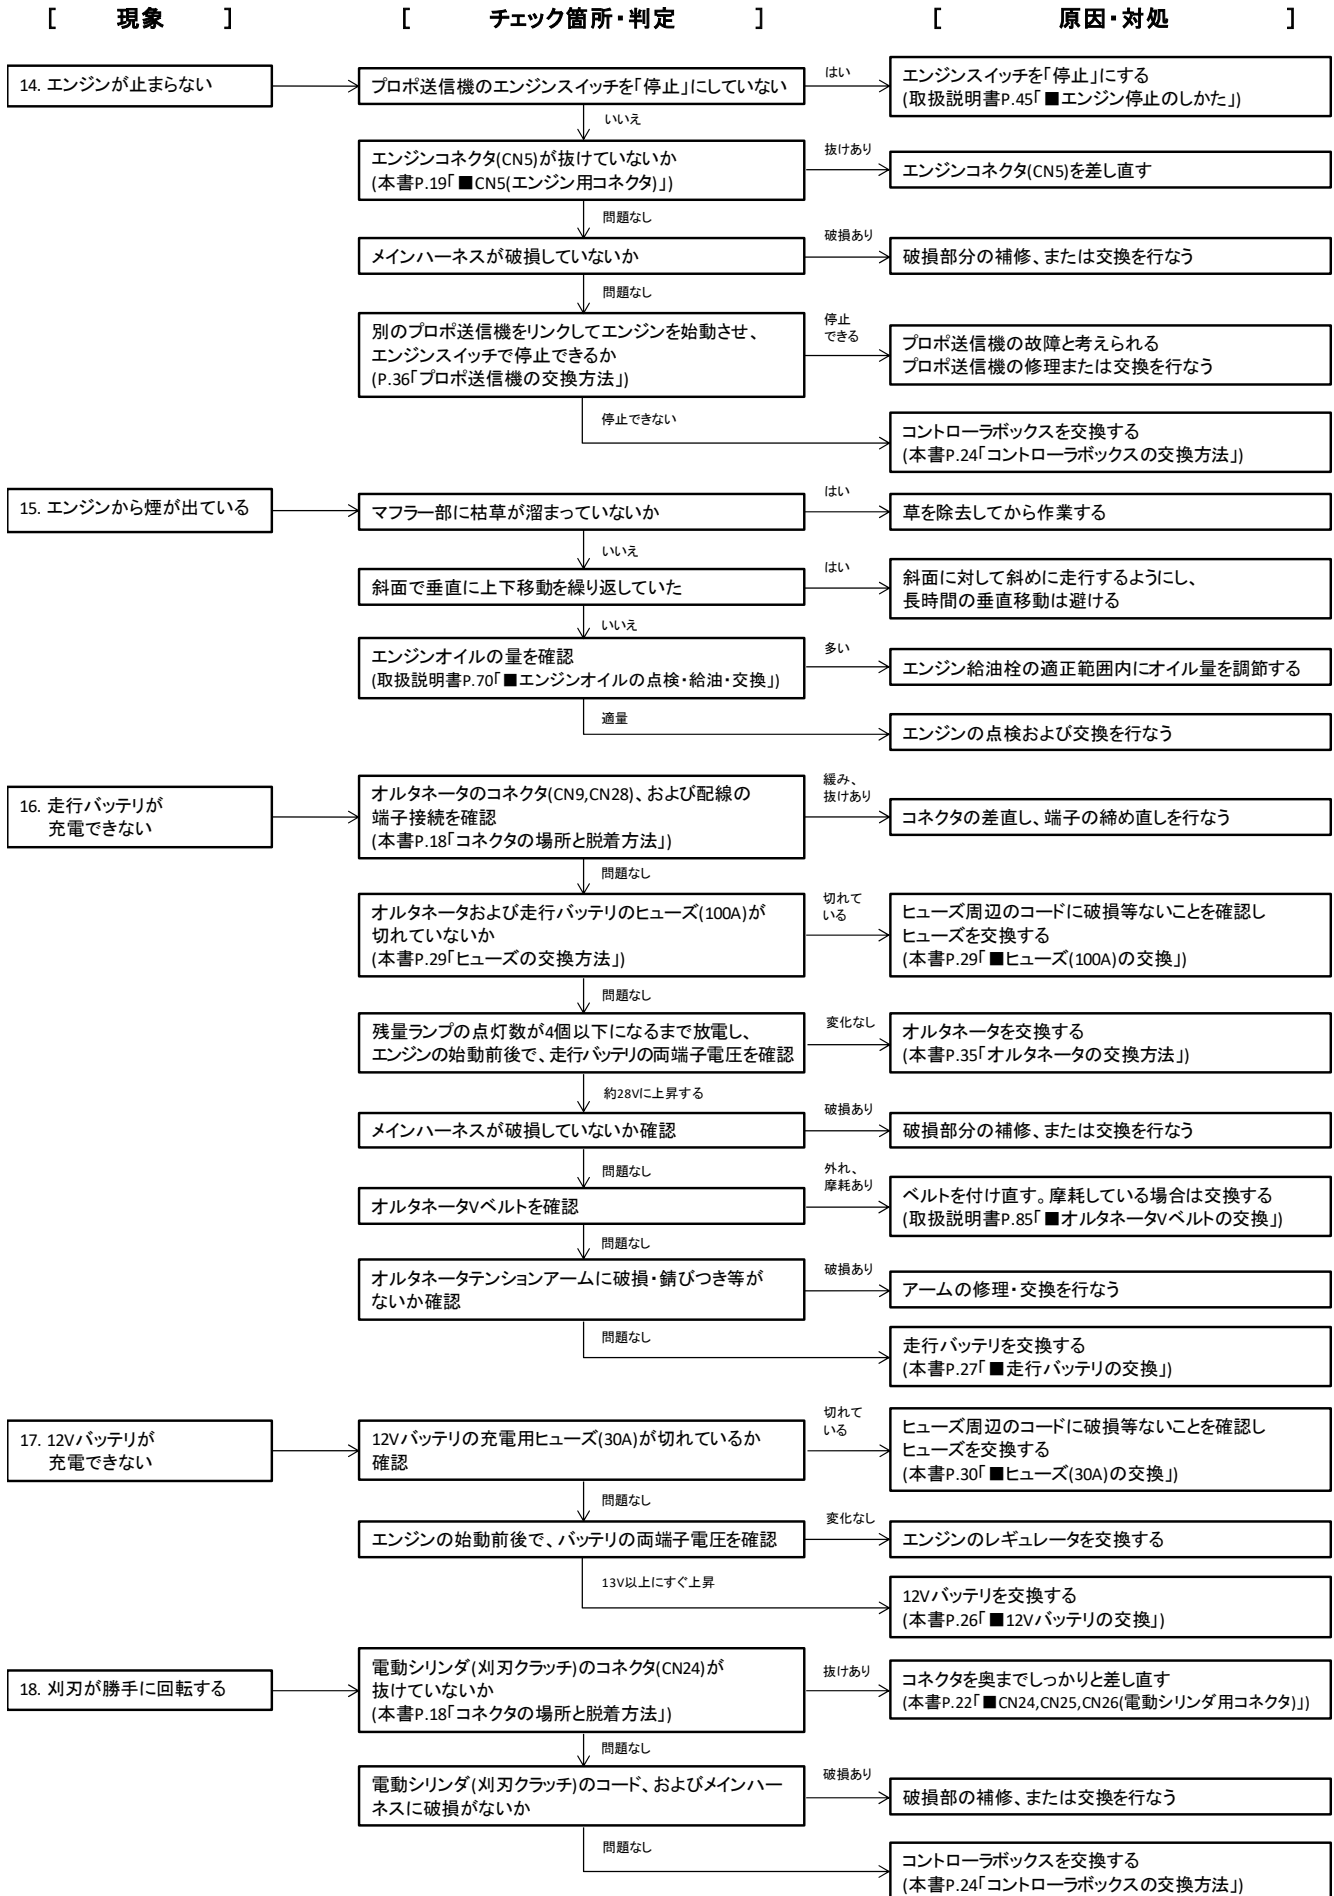 [ 現象 ]
[ チェック箇所・判定 ]
[ 原因・対処 ]
14. エンジンが止まらない
プロポ送信機のエンジンスイッチを「停止」にしていない
はい
エンジンスイッチを「停止」にする
(取扱説明書P.45「■エンジン停止のしかた」)
いいえ
エンジンコネクタ(CN5)が抜けていないか
(本書P.19「■CN5(エンジン用コネクタ)」)
抜けあり
エンジンコネクタ(CN5)を差し直す
問題なし
メインハーネスが破損していないか
破損あり
破損部分の補修、または交換を行なう
問題なし
別のプロポ送信機をリンクしてエンジンを始動させ、
エンジンスイッチで停止できるか
(P.36「プロポ送信機の交換方法」)
停止
できる
プロポ送信機の故障と考えられる
プロポ送信機の修理または交換を行なう
停止できない
コントローラボックスを交換する
(本書P.24「コントローラボックスの交換方法」)
15. エンジンから煙が出ている
マフラー部に枯草が溜まっていないか
はい
草を除去してから作業する
いいえ
斜面で垂直に上下移動を繰り返していた
はい
斜面に対して斜めに走行するようにし、
長時間の垂直移動は避ける
いいえ
エンジンオイルの量を確認
(取扱説明書P.70「■エンジンオイルの点検・給油・交換」)
多い
エンジン給油栓の適正範囲内にオイル量を調節する
適量
エンジンの点検および交換を行なう
16. 走行バッテリが
充電できない
オルタネータのコネクタ(CN9,CN28)、および配線の
端子接続を確認
(本書P.18「コネクタの場所と脱着方法」)
緩み、
抜けあり
コネクタの差直し、端子の締め直しを行なう
問題なし
オルタネータおよび走行バッテリのヒューズ(100A)が
切れていないか
(本書P.29「ヒューズの交換方法」)
切れて
いる
ヒューズ周辺のコードに破損等ないことを確認し
ヒューズを交換する
(本書P.29「■ヒューズ(100A)の交換」)
問題なし
残量ランプの点灯数が4個以下になるまで放電し、
エンジンの始動前後で、走行バッテリの両端子電圧を確認
変化なし
オルタネータを交換する
(本書P.35「オルタネータの交換方法」)
約28Vに上昇する
メインハーネスが破損していないか確認
破損あり
破損部分の補修、または交換を行なう
問題なし
オルタネータVベルトを確認
外れ、
摩耗あり
ベルトを付け直す。摩耗している場合は交換する
(取扱説明書P.85「■オルタネータVベルトの交換」)
問題なし
オルタネータテンションアームに破損・錆びつき等が
ないか確認
破損あり
アームの修理・交換を行なう
問題なし
走行バッテリを交換する
(本書P.27「■走行バッテリの交換」)
17. 12Vバッテリが
充電できない
12Vバッテリの充電用ヒューズ(30A)が切れているか
確認
切れて
いる
ヒューズ周辺のコードに破損等ないことを確認し
ヒューズを交換する
(本書P.30「■ヒューズ(30A)の交換」)
問題なし
エンジンの始動前後で、バッテリの両端子電圧を確認
変化なし
エンジンのレギュレータを交換する
13V以上にすぐ上昇
12Vバッテリを交換する
(本書P.26「■12Vバッテリの交換」)
18. 刈刃が勝手に回転する
電動シリンダ(刈刃クラッチ)のコネクタ(CN24)が
抜けていないか
(本書P.18「コネクタの場所と脱着方法」)
抜けあり
コネクタを奥までしっかりと差し直す
(本書P.22「■CN24,CN25,CN26(電動シリンダ用コネクタ)」)
問題なし
電動シリンダ(刈刃クラッチ)のコード、およびメインハー
ネスに破損がないか
破損あり
破損部の補修、または交換を行なう
問題なし
コントローラボックスを交換する
(本書P.24「コントローラボックスの交換方法」)